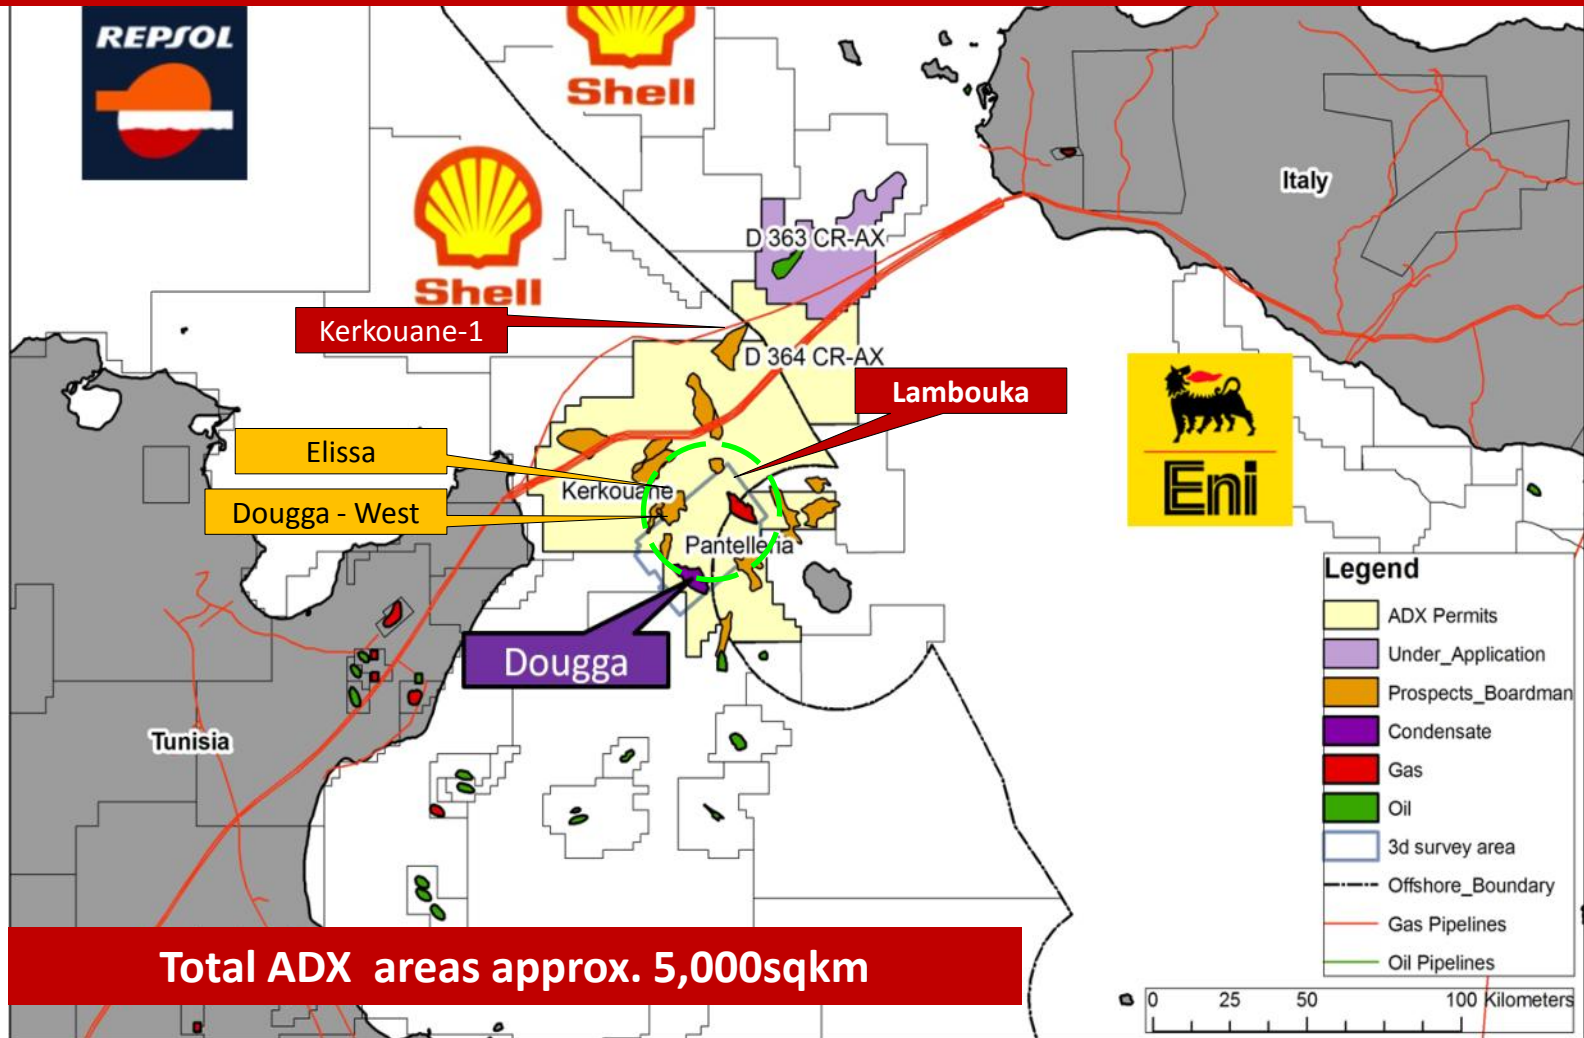 REPSOL
Shell
Shell
Italy
D 363 CR-AX
Kerkouane-1
D 364 CR-AX
Lambouka
Elissa
Kerkouane
Dougga - West
Pantelleria
Eni
Dougga
Tunisia
Legend
ADX Permits
Under_Application
Prospects_Boardman
Condensate
Gas
Oil
3d survey area
Offshore_Boundary
Gas Pipelines
Oil Pipelines
Total ADX areas approx. 5,000sqkm
0 25 50 100 Kilometers